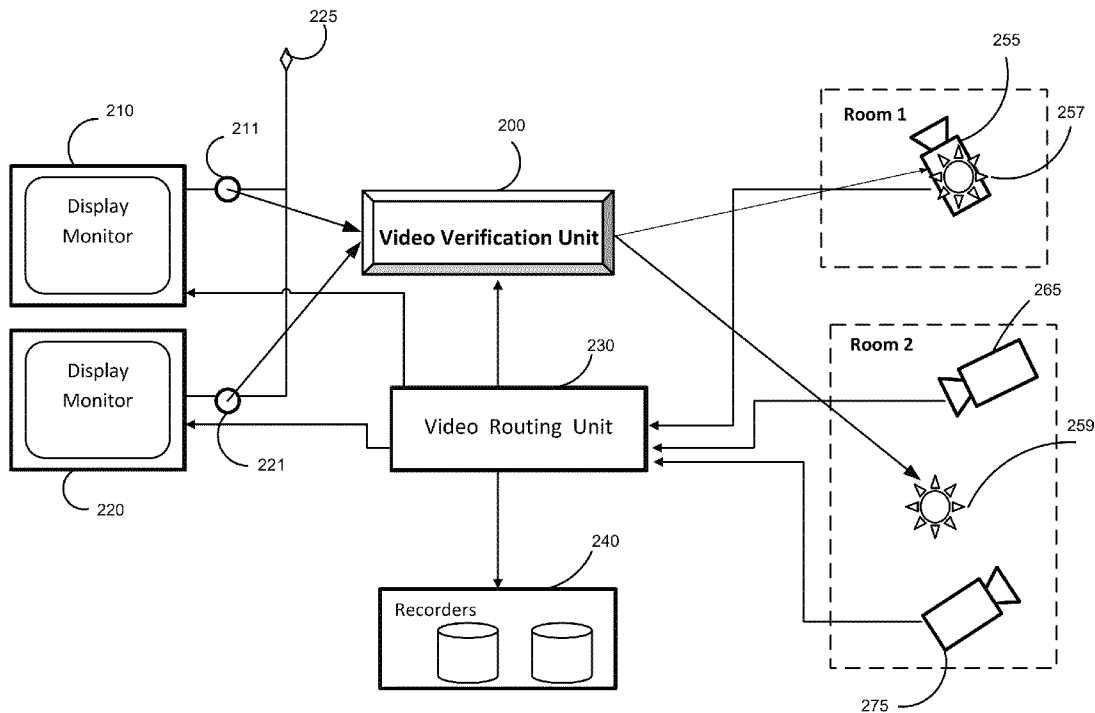 225
255
210
211
200
Room 1
257
Display
Monitor
Video Verification Unit
265
Display
Monitor
230
Room 2
Video Routing Unit
259
221
220
240
Recorders
275